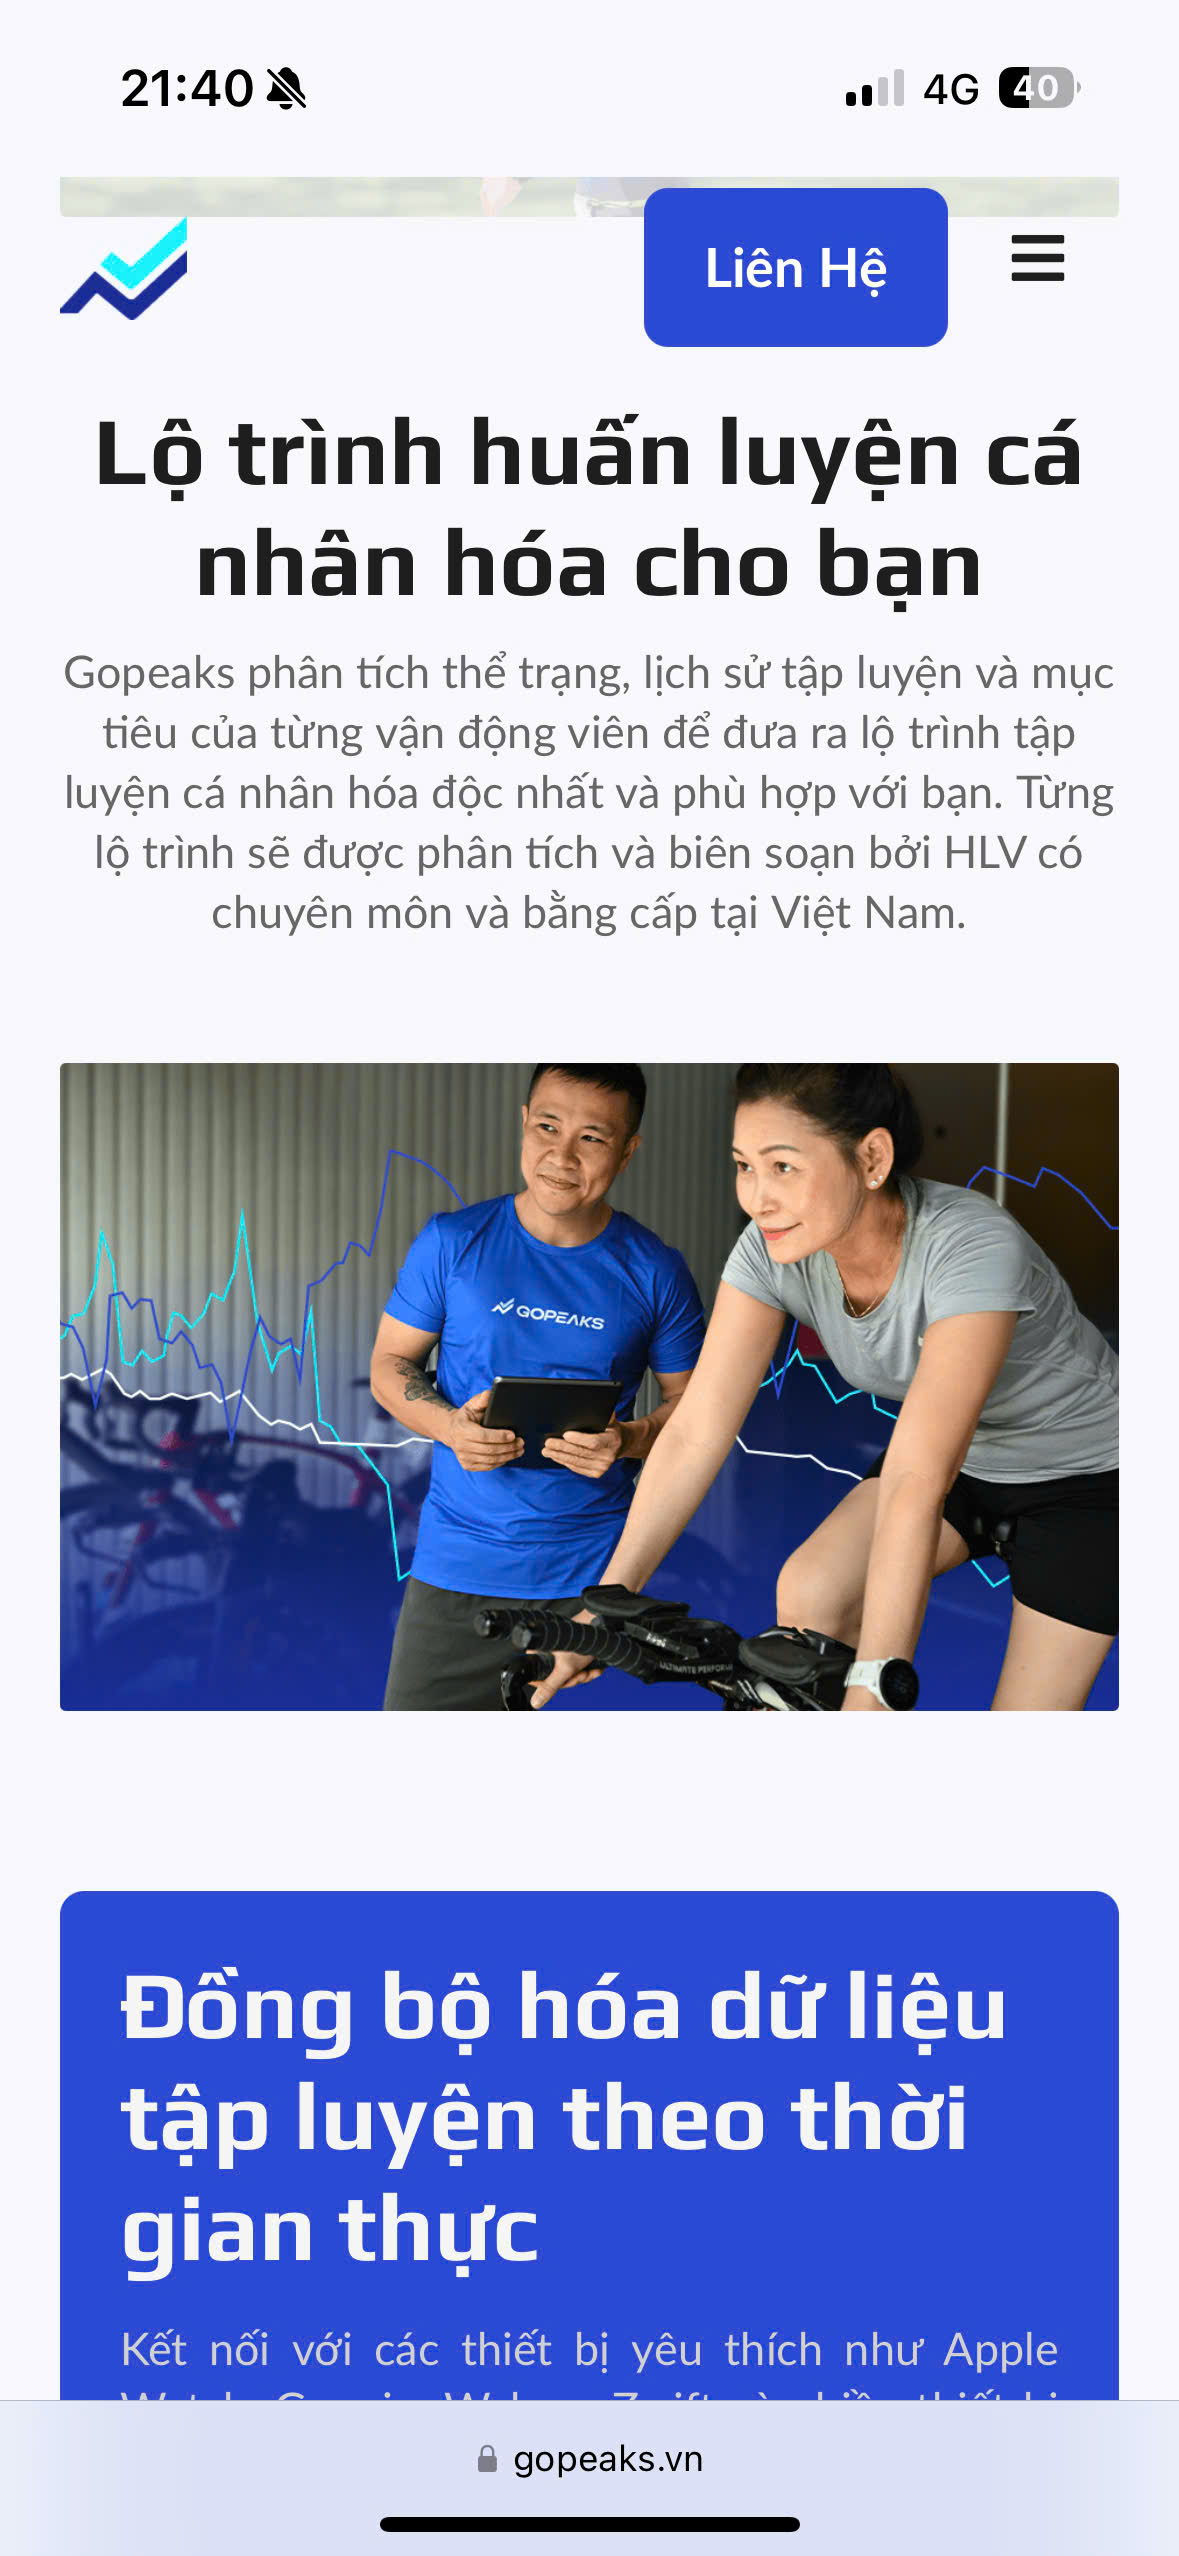 21:40
4G
40
Liên Hệ
Lộ trình huấn luyện cá
nhân hóa cho bạn
Gopeaks phân tích thể trạng, lịch sử tập luyện và mục
tiêu của từng vận động viên để đưa ra lộ trình tập
luyện cá nhân hóa độc nhất và phù hợp với bạn. Từng
lộ trình sẽ được phân tích và biên soạn bởi HLV có
chuyên môn và bằng cấp tại Việt Nam.
GOPEAKS
ULTIMATE
Đồng bộ hóa dữ liệu
tập luyện theo thời
gian thực
Kết nối với các thiết bị yêu thích như Apple
gopeaks.vn